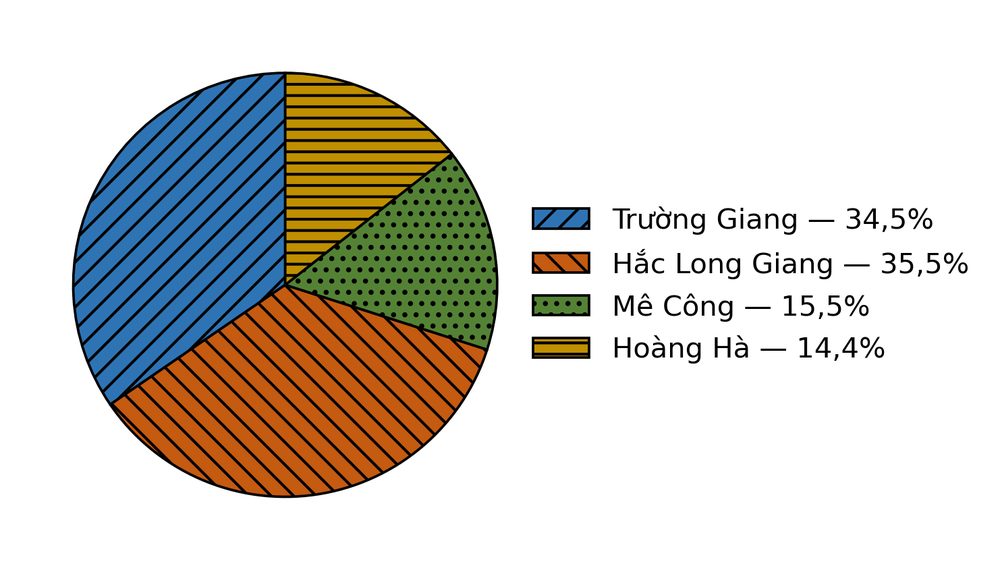 Trường Giang — 34,5%
Hắc Long Giang — 35,5%
Mê Công — 15,5%
Hoàng Hà — 14,4%